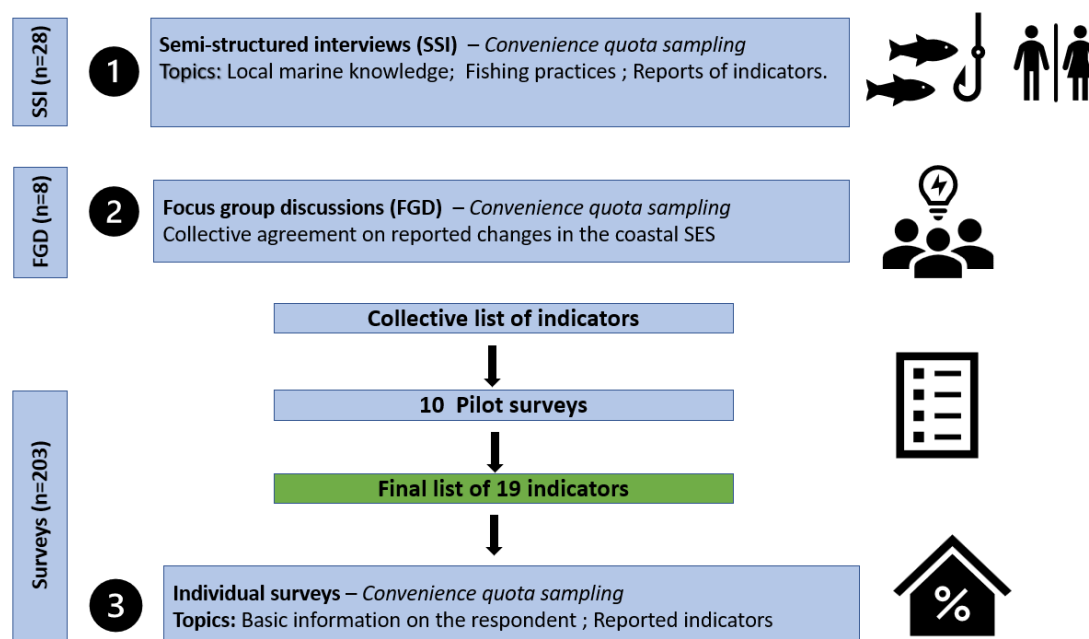 SSI (n=28)
1
Semi-structured interviews (SSI) – Convenience quota sampling
Topics: Local marine knowledge; Fishing practices ; Reports of indicators.
FGD (n=8)
2
Focus group discussions (FGD) – Convenience quota sampling
Collective agreement on reported changes in the coastal SES
Collective list of indicators
10 Pilot surveys
Final list of 19 indicators
Surveys (n=203)
3
Individual surveys – Convenience quota sampling
Topics: Basic information on the respondent ; Reported indicators
%